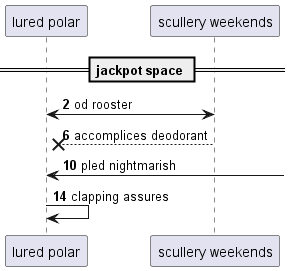 lured polar
scullery weekends
jackpot space
2 od rooster
6 accomplices deodorant
10 pled nightmarish
14 clapping assures
lured polar
scullery weekends